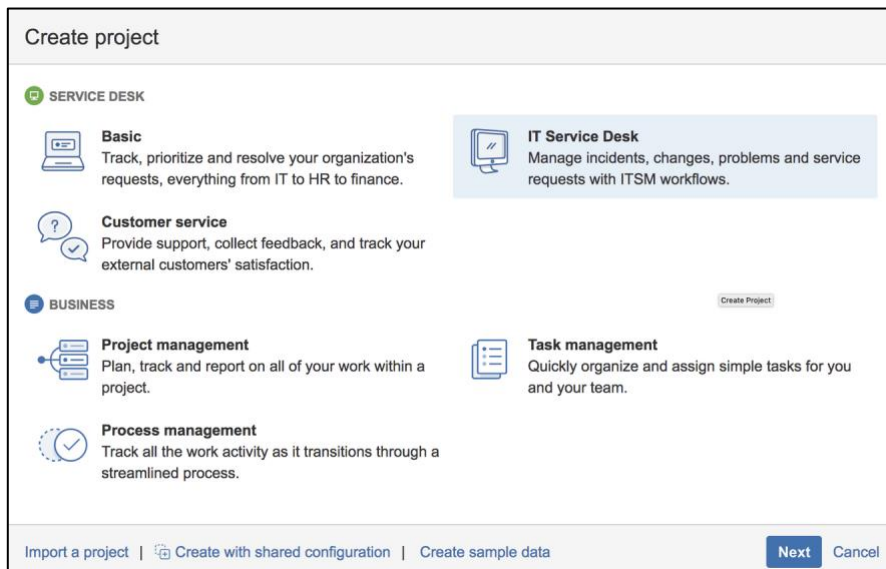 Create project
SERVICE DESK
Basic
Track, prioritize and resolve your organization's
requests, everything from IT to HR to finance.
IT Service Desk
Manage incidents, changes, problems and service
requests with ITSM workflows.
Customer service
Provide support, collect feedback, and track your
external customers' satisfaction.
BUSINESS
Create Project
Project management
Plan, track and report on all of your work within a
project.
Task management
Quickly organize and assign simple tasks for you
and your team.
Process management
Track all the work activity as it transitions through a
streamlined process.
Import a project | Create with shared configuration | Create sample data Next Cancel